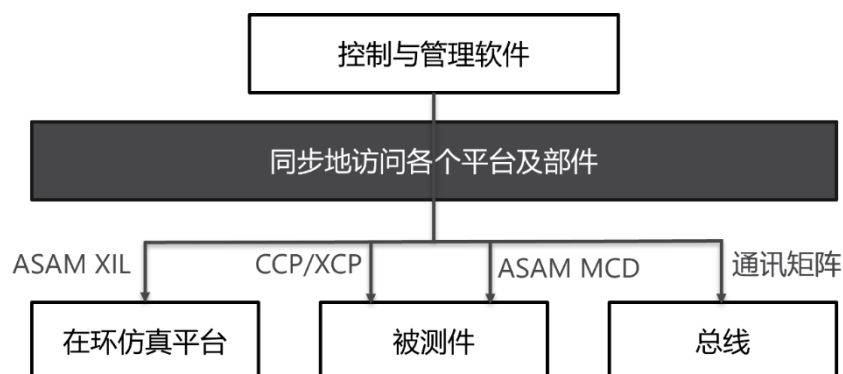 控制与管理软件
同步地访问各个平台及部件
ASAM XIL
CCP/XCP
ASAM MCD
通讯矩阵
在环仿真平台
被测件
总线